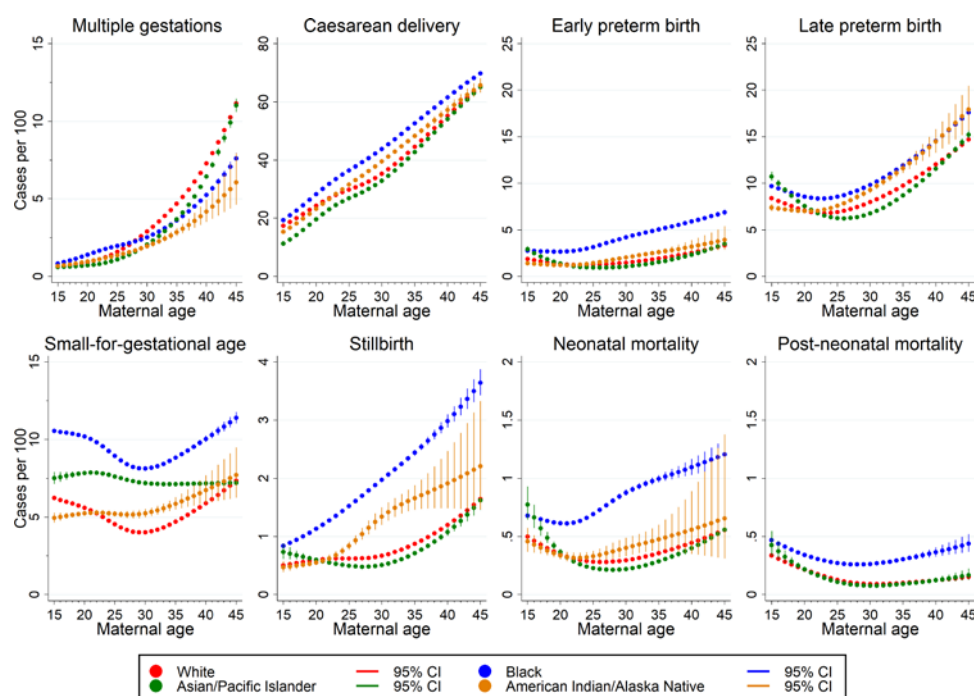 Multiple gestations
Caesarean delivery
Early preterm birth
Late preterm birth
Cases per 100
0 5 10 15
15 20 25 30 35 40 45
Maternal age
0 20 40 60 80
15 20 25 30 35 40 45
Maternal age
0 5 10 15 20 25
15 20 25 30 35 40 45
Maternal age
0 5 10 15 20 25
15 20 25 30 35 40 45
Maternal age
Small-for-gestational age
Stillbirth
Neonatal mortality
Post-neonatal mortality
Cases per 100
0 5 10 15
15 20 25 30 35 40 45
Maternal age
0 1 2 3 4
15 20 25 30 35 40 45
Maternal age
0 .5 1 1.5 2
15 20 25 30 35 40 45
Maternal age
0 .5 1 1.5 2
15 20 25 30 35 40 45
Maternal age
White 95% CI Black 95% CI
Asian/Pacific Islander 95% CI American Indian/Alaska Native 95% CI